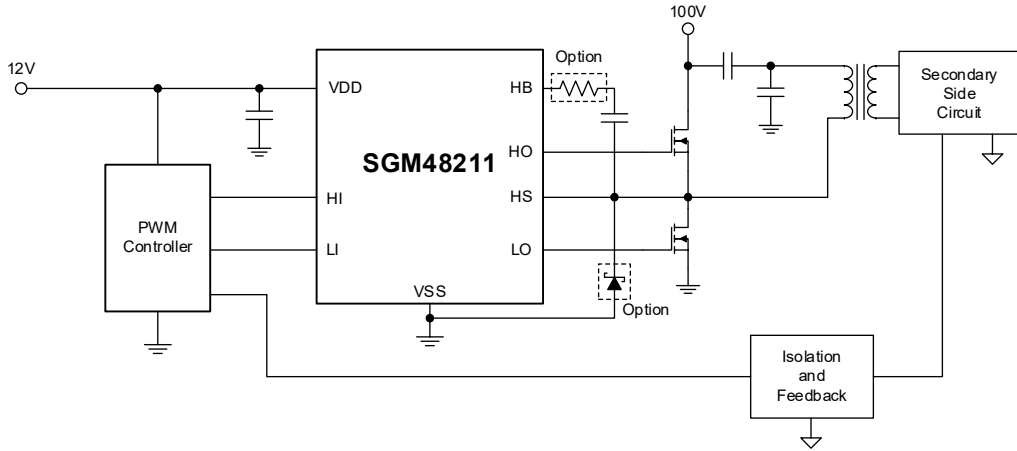 100V
12V
Option
VDD
HB
Secondary
Side
Circuit
HO
SGM48211
HI
HS
PWM
Controller
LI
LO
VSS
Option
Isolation
and
Feedback